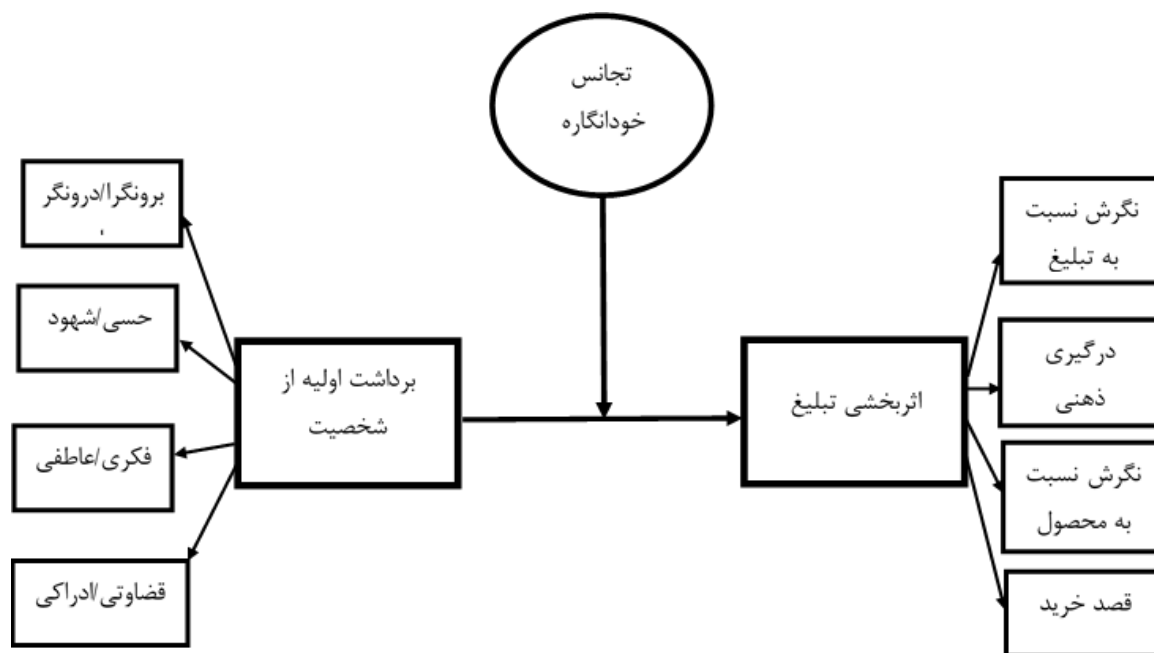 تجانس
خودانگاره
برونگرا/درونگر
ا
نگرش نسبت
به تبلیغ
حسی/شهود
درگیری
ذهنی
برداشت اولیه از
شخصیت
اثربخشی تبلیغ
فکری/عاطفی
نگرش نسبت
به محصول
قضاوتی/ادراکی
قصد خرید